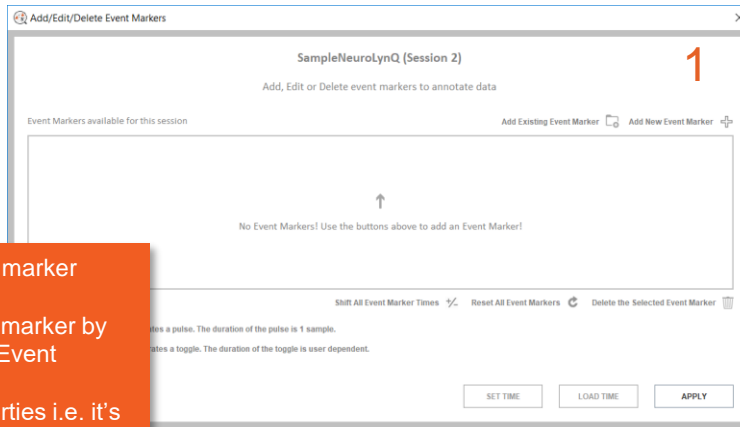 Add/Edit/Delete Event Markers
SampleNeuroLynQ (Session 2)
1
Add, Edit or Delete event markers to annotate data
Event Markers available for this session
Add Existing Event Marker Add New Event Marker
No Event Markers! Use the buttons above to add an Event Marker!
marker
marker by
Event
rties i.e. it's
Shift All Event Marker Times +/- Reset All Event Markers Delete the Selected Event Marker
a pulse. The duration of the pulse is 1 sample.
a toggle. The duration of the toggle is user dependent.
SET TIME LOAD TIME APPLY